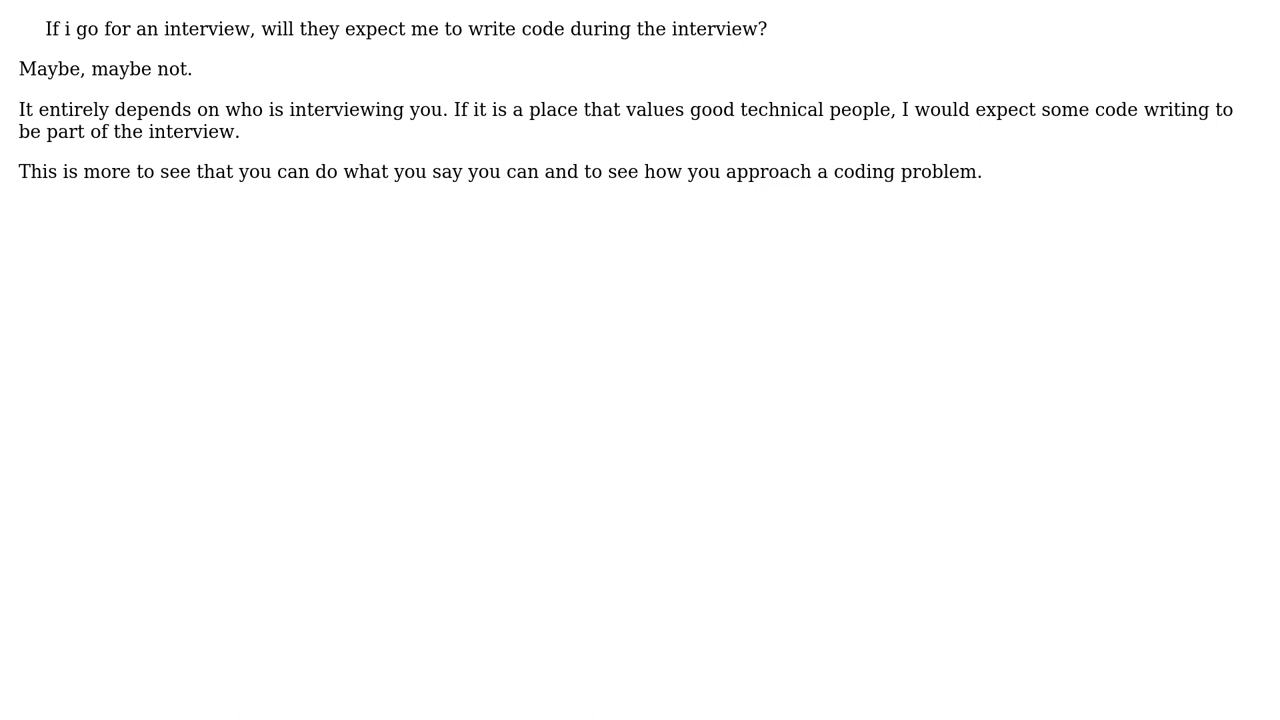 If i go for an interview, will they expect me to write code during the interview?
Maybe, maybe not.
It entirely depends on who is interviewing you. If it is a place that values good technical people, I would expect some code writing to
be part of the interview.
This is more to see that you can do what you say you can and to see how you approach a coding problem.